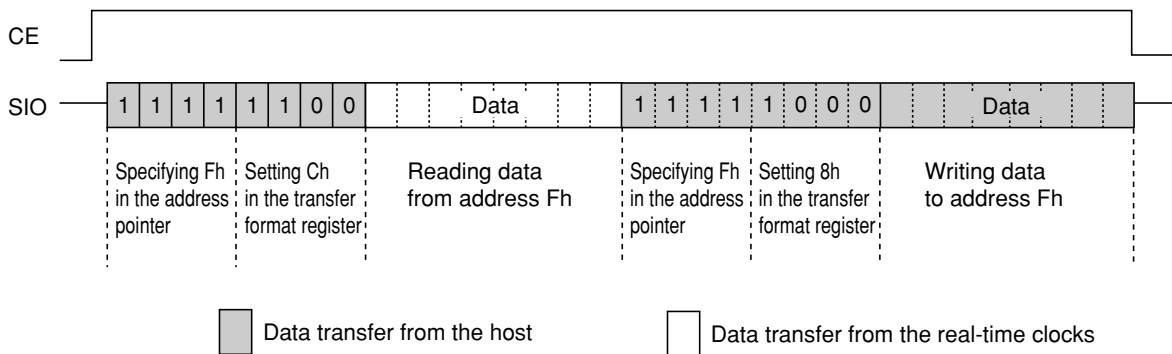 CE
SIO 1 1 1 1 1 1 0 0 Data 1 1 1 1 1 0 0 0 Data
Specifying Fh
in the address
pointer
Setting Ch
in the transfer
format register
Reading data
from address Fh
Specifying Fh
in the address
pointer
Setting 8h
in the transfer
format register
Writing data
to address Fh
Data transfer from the host
Data transfer from the real-time clocks